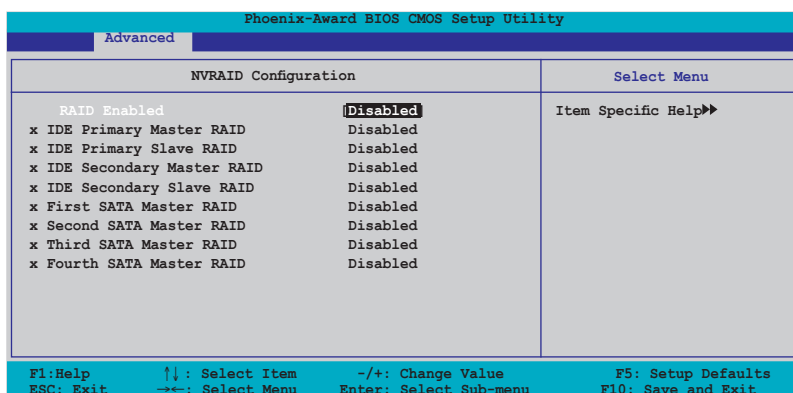 Phoenix-Award BIOS CMOS Setup Utility
Advanced
NVRAID Configuration
Select Menu
RAID Enabled [Disabled]
Item Specific Help▶▶
x IDE Primary Master RAID Disabled
x IDE Primary Slave RAID Disabled
x IDE Secondary Master RAID Disabled
x IDE Secondary Slave RAID Disabled
x First SATA Master RAID Disabled
x Second SATA Master RAID Disabled
x Third SATA Master RAID Disabled
x Fourth SATA Master RAID Disabled
F1:Help ↑↓: Select Item -/+: Change Value F5: Setup Defaults
ESC: Exit →←: Select Menu Enter: Select Sub-menu F10: Save and Exit